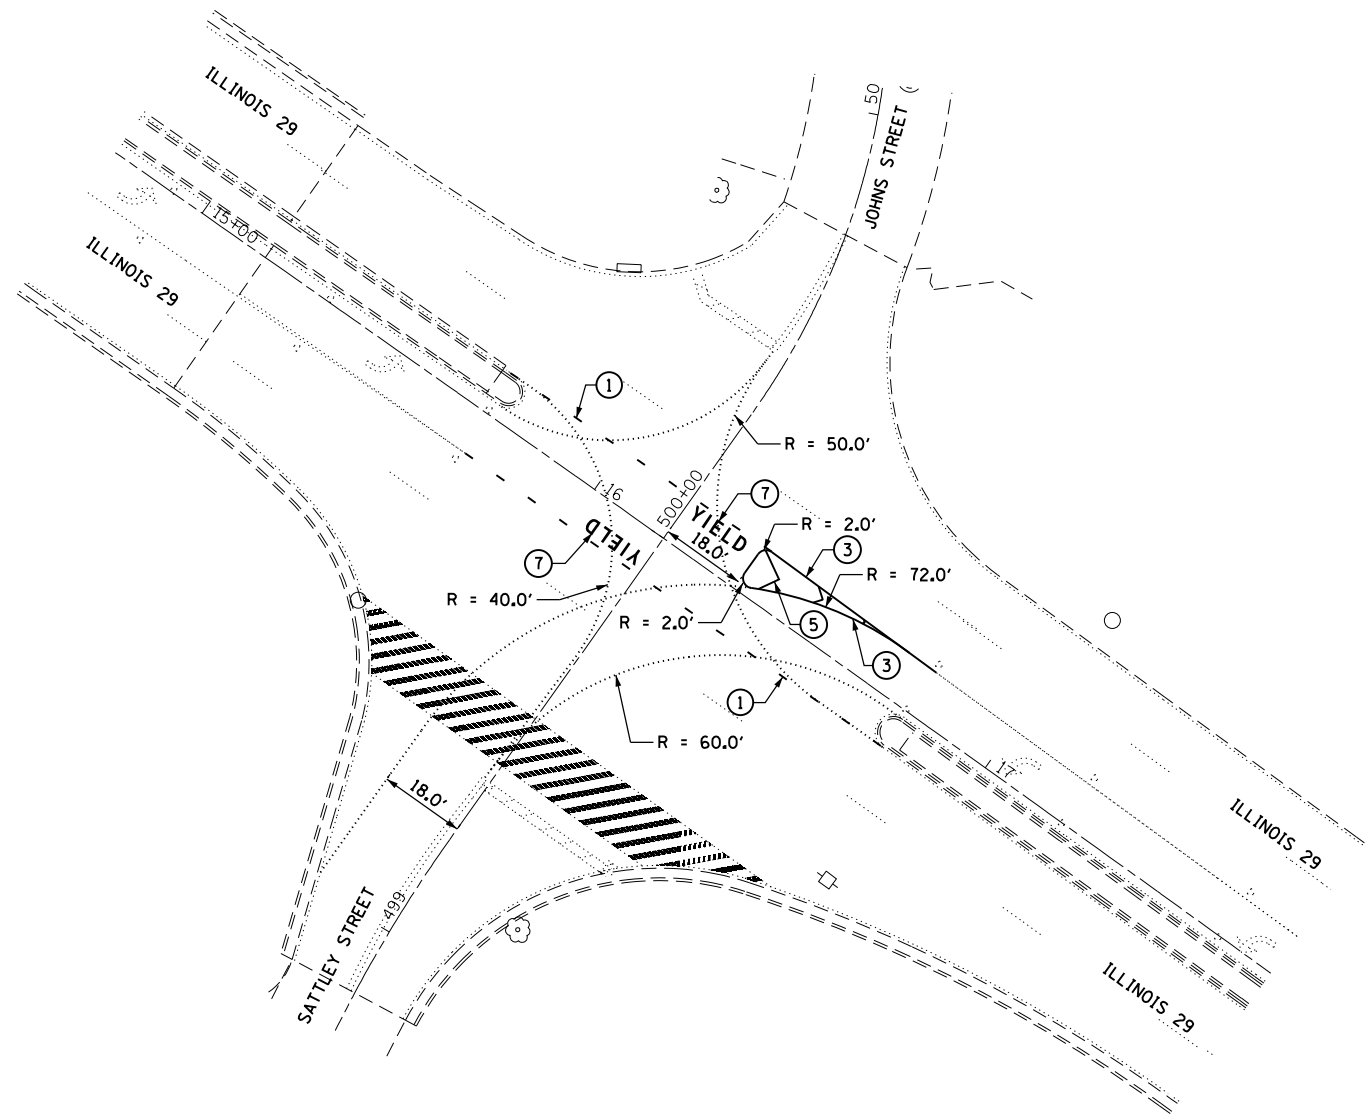 ILLINOIS 29
50
JOHNS STREET
15+00
ILLINOIS 29
1
R = 50.0'
16
500+00
7
YIELD
R = 2.0'
YIELD
18.0'
3
7
R = 72.0'
R = 40.0'
R = 2.0'
5
3
1
R = 60.0'
17
18.0'
ILLINOIS 29
499
SATTLEY STREET
ILLINOIS 29